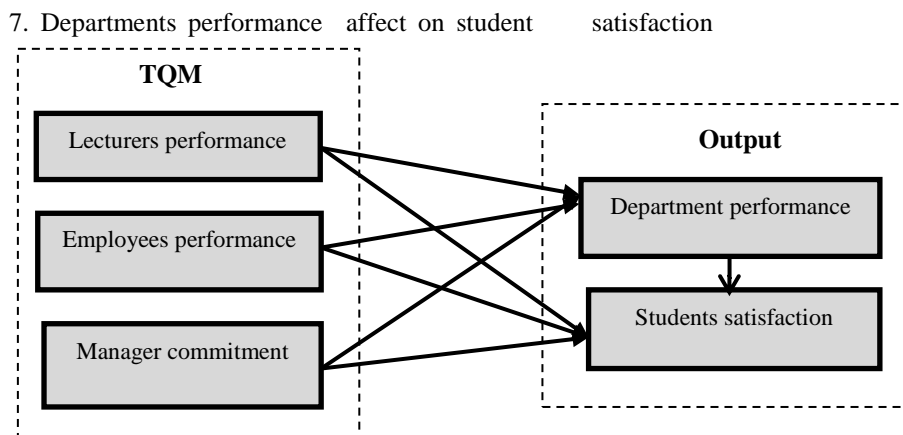 7. Departments performance affect on student satisfaction
TQM
Lecturers performance
Employees performance
Manager commitment
Output
Department performance
Students satisfaction